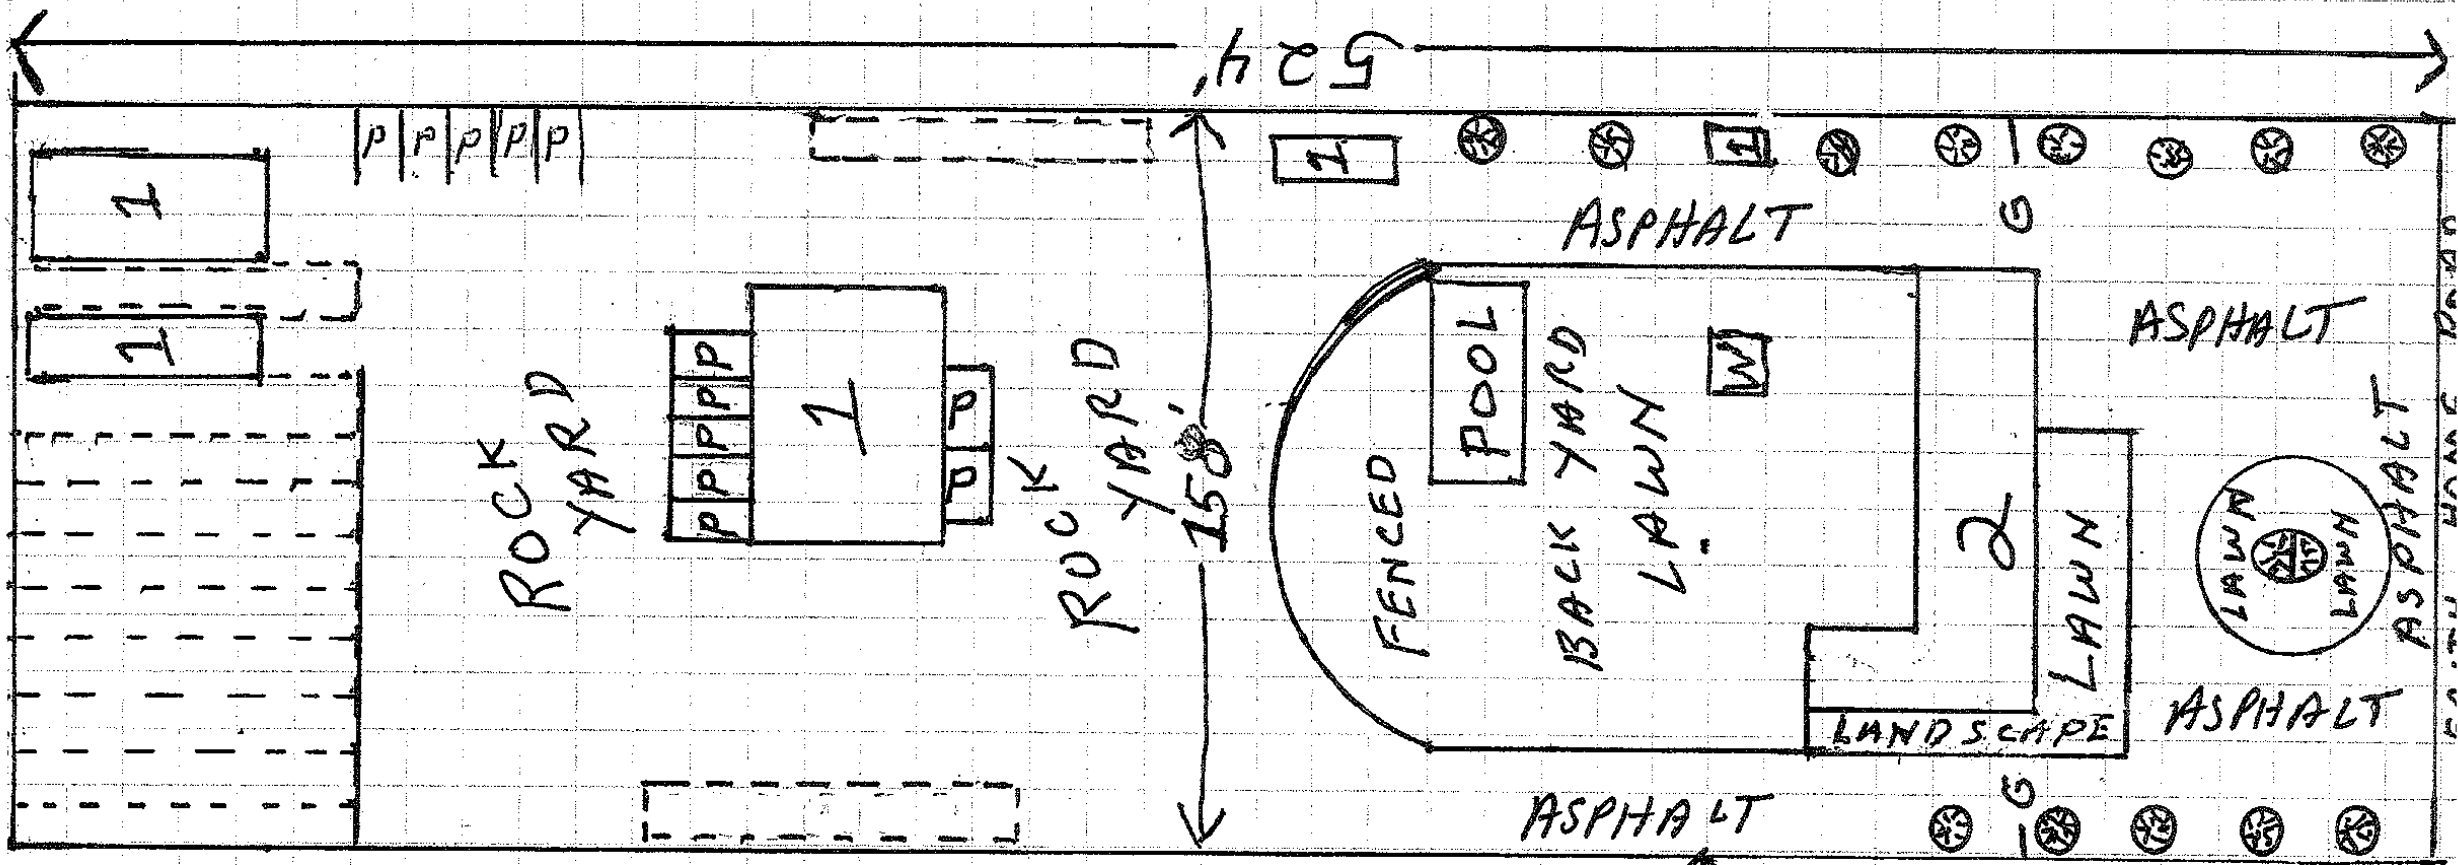 524'
P P P P P
1
1
1
1
1
ROCK
YARD
P P P P P
P P
ROCK
YARD
158'
ASPHALT
G
POOL
FENCED
BACK YARD
LAWN
W
2
LAWN
LANDSCAPE
ASPHALT
LAWN
LAWN
ASPHALT
ASPHALT
ASPHALT
G